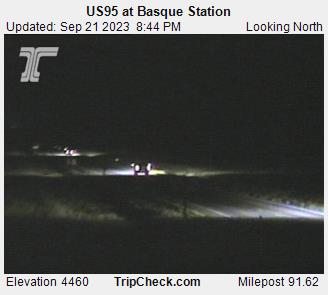 US95 at Basque Station
Updated: Sep 21 2023 8:44 PM Looking North
Elevation 4460 TripCheck.com Milepost 91.62